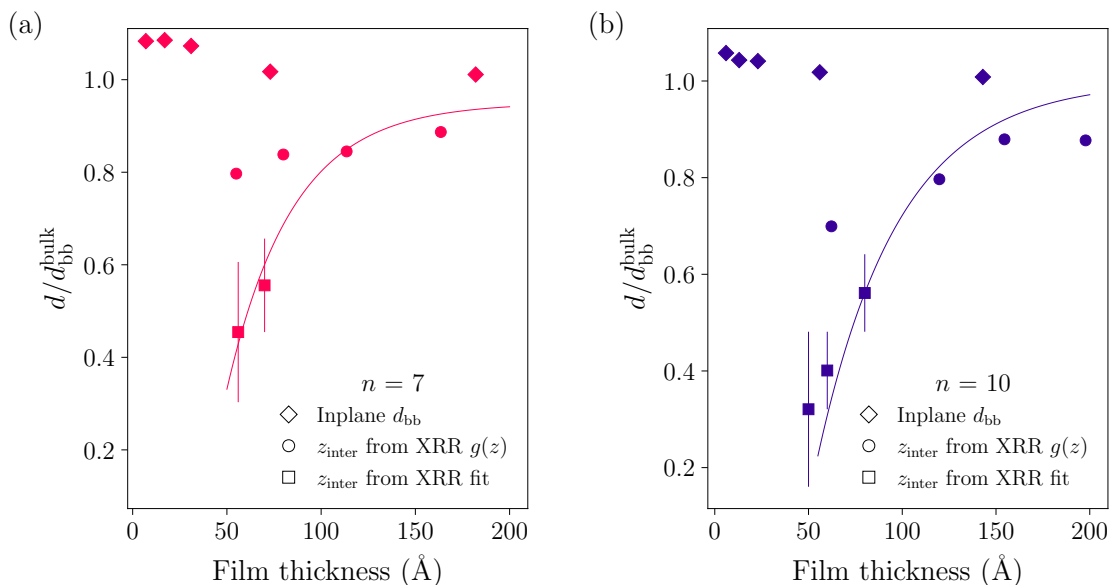 (a)
d/d_bb^bulk
1.0
0.8
0.6
0.4
0.2
n = 7
Inplane d_bb
z_inter from XRR g(z)
z_inter from XRR fit
0 50 100 150 200
Film thickness (Å)
(b)
d/d_bb^bulk
1.0
0.8
0.6
0.4
0.2
n = 10
Inplane d_bb
z_inter from XRR g(z)
z_inter from XRR fit
0 50 100 150 200
Film thickness (Å)